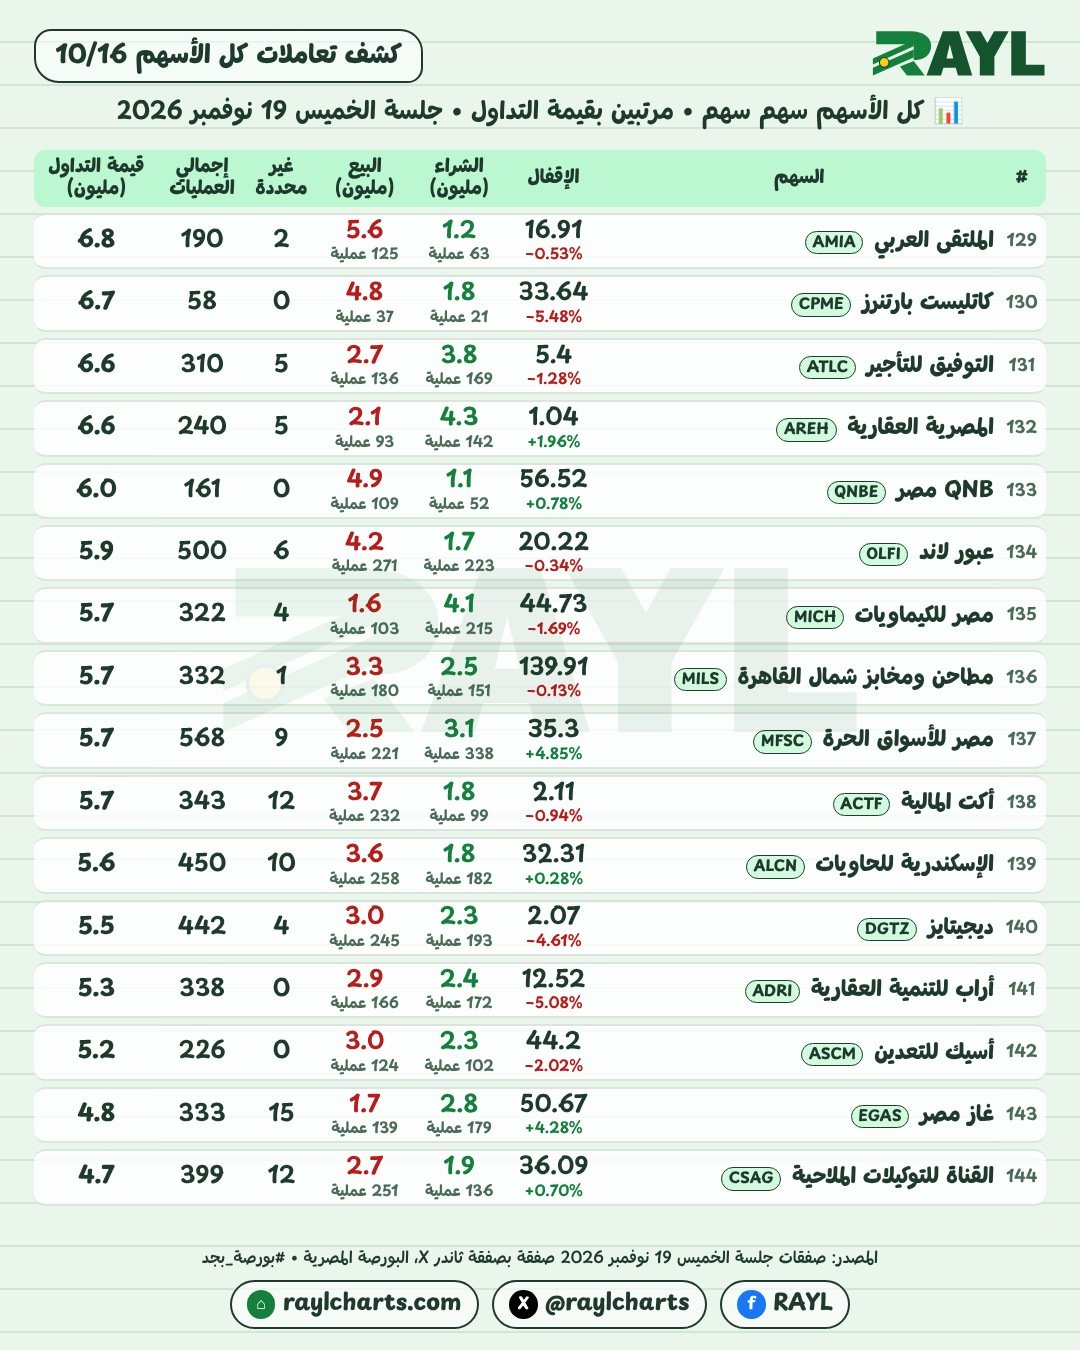 RAYL
كشف تعاملات كل الأسهم 10/16
📊 كل الأسهم سهم سهم • مرتبين بقيمة التداول • جلسة الخميس 19 نوفمبر 2026
# السهم الإقفال الشراء (مليون) البيع (مليون) غير محددة إجمالي العمليات قيمة التداول (مليون)
129 الملتقى العربي AMIA 16.91 1.2 5.6 2 190 6.8
−0.53% 63 عملية 125 عملية
130 كاتليست بارتنرز CPME 33.64 1.8 4.8 0 58 6.7
−5.48% 21 عملية 37 عملية
131 التوفيق للتأجير ATLC 5.4 3.8 2.7 5 310 6.6
−1.28% 169 عملية 136 عملية
132 المصرية العقارية AREH 1.04 4.3 2.1 5 240 6.6
+1.96% 142 عملية 93 عملية
133 QNB مصر QNBE 56.52 1.1 4.9 0 161 6.0
+0.78% 52 عملية 109 عملية
134 عبور لاند OLFI 20.22 1.7 4.2 6 500 5.9
−0.34% 223 عملية 271 عملية
135 مصر للكيماويات MICH 44.73 4.1 1.6 4 322 5.7
−1.69% 215 عملية 103 عملية
136 مطاحن ومخابز شمال القاهرة MILS 139.91 2.5 3.3 1 332 5.7
−0.13% 151 عملية 180 عملية
137 مصر للأسواق الحرة MFSC 35.3 3.1 2.5 9 568 5.7
+4.85% 338 عملية 221 عملية
138 أكت المالية ACTF 2.11 1.8 3.7 12 343 5.7
−0.94% 99 عملية 232 عملية
139 الإسكندرية للحاويات ALCN 32.31 1.8 3.6 10 450 5.6
+0.28% 182 عملية 258 عملية
140 ديجيتايز DGTZ 2.07 2.3 3.0 4 442 5.5
−4.61% 193 عملية 245 عملية
141 أراب للتنمية العقارية ADRI 12.52 2.4 2.9 0 338 5.3
−5.08% 172 عملية 166 عملية
142 أسيك للتعدين ASCM 44.2 2.3 3.0 0 226 5.2
−2.02% 102 عملية 124 عملية
143 غاز مصر EGAS 50.67 2.8 1.7 15 333 4.8
+4.28% 179 عملية 139 عملية
144 القناة للتوكيلات الملاحية CSAG 36.09 1.9 2.7 12 399 4.7
+0.70% 136 عملية 251 عملية
RAYL
المصدر: صفقات جلسة الخميس 19 نوفمبر 2026 صفقة بصفقة ثاندر X، البورصة المصرية • #بورصة_بجد
RAYL @raylcharts raylcharts.com